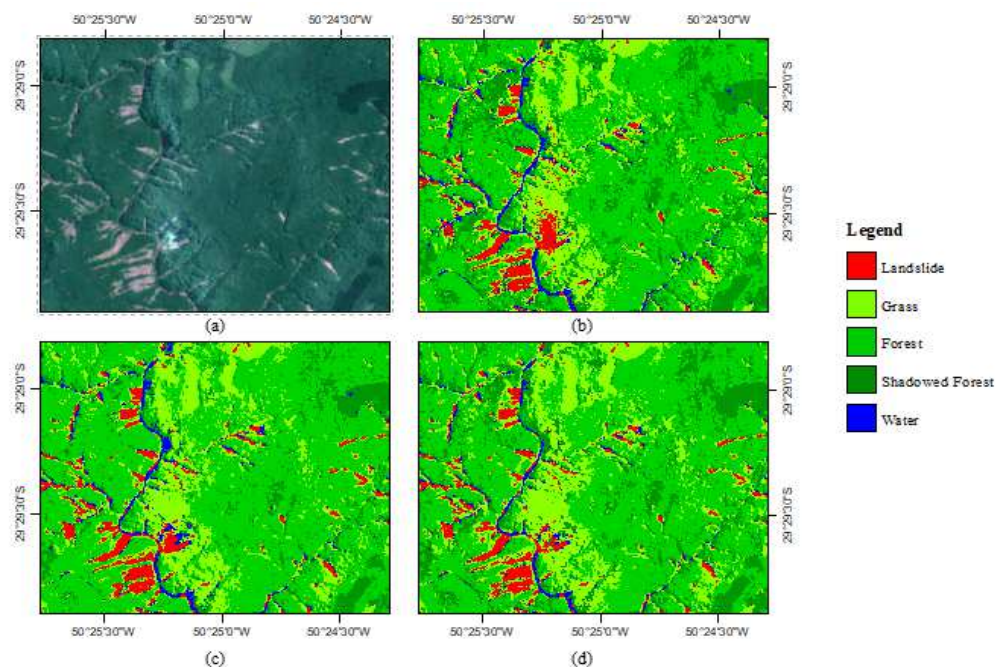 50°25'30"W 50°25'0"W 50°24'30"W 50°25'30"W 50°25'0"W 50°24'30"W
29°29'0"S 29°29'30"S
29°29'0"S 29°29'30"S
(a) (b)
Legend
Landslide
Grass
Forest
Shadowed Forest
Water
29°29'0"S 29°29'30"S
29°29'0"S 29°29'30"S
50°25'30"W 50°25'0"W 50°24'30"W 50°25'30"W 50°25'0"W 50°24'30"W
(c) (d)